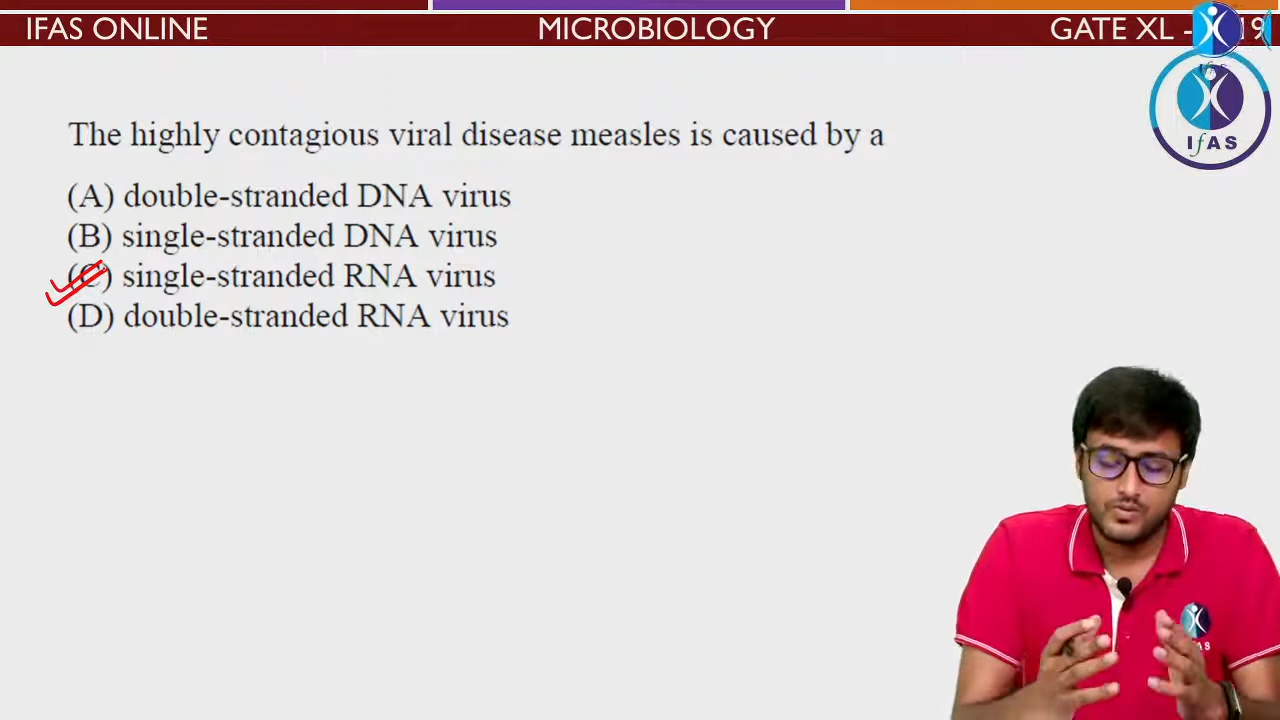 IFAS ONLINE
MICROBIOLOGY
GATE XL -
19
IfAS
The highly contagious viral disease measles is caused by a
(A) double-stranded DNA virus
(B) single-stranded DNA virus
(C) single-stranded RNA virus
(D) double-stranded RNA virus